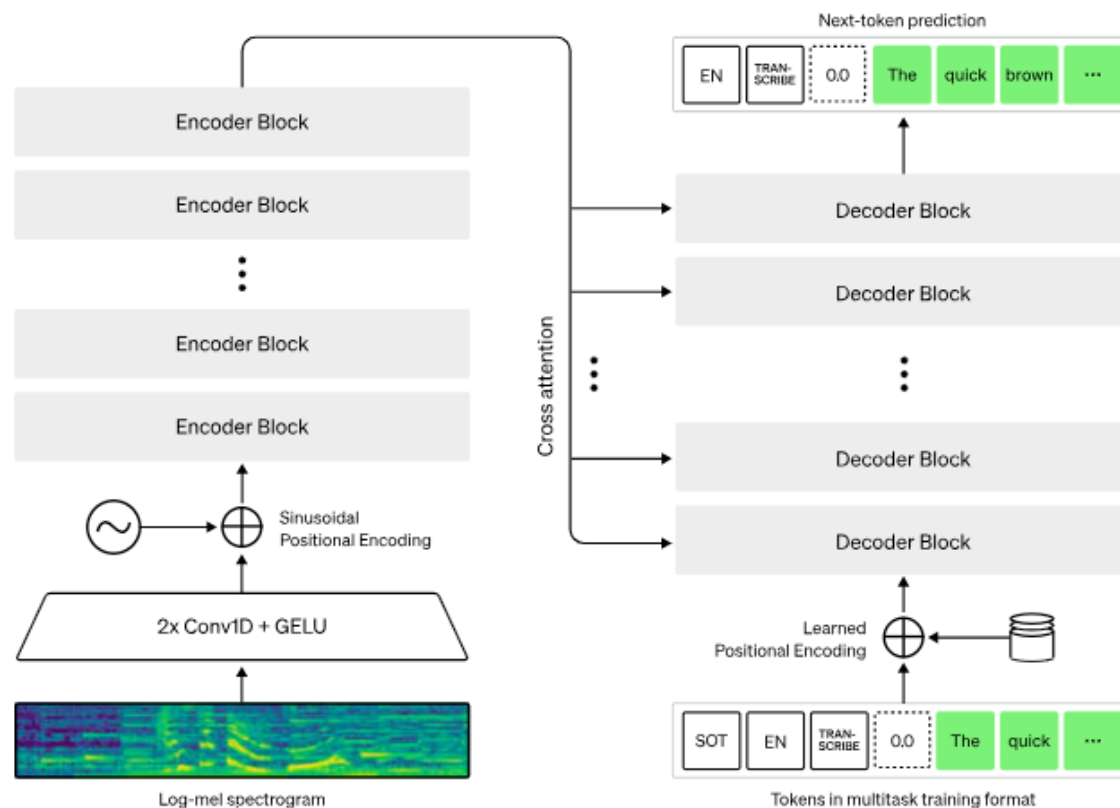 Encoder Block
Encoder Block
Encoder Block
Encoder Block
Sinusoidal
Positional Encoding
2x Conv1D + GELU
Log-mel spectrogram
Cross attention
Next-token prediction
EN
TRAN-
SCRIBE
0.0
The
quick
brown
...
Decoder Block
Decoder Block
Decoder Block
Decoder Block
Learned
Positional Encoding
SOT
EN
TRAN-
SCRIBE
0.0
The
quick
...
Tokens in multitask training format